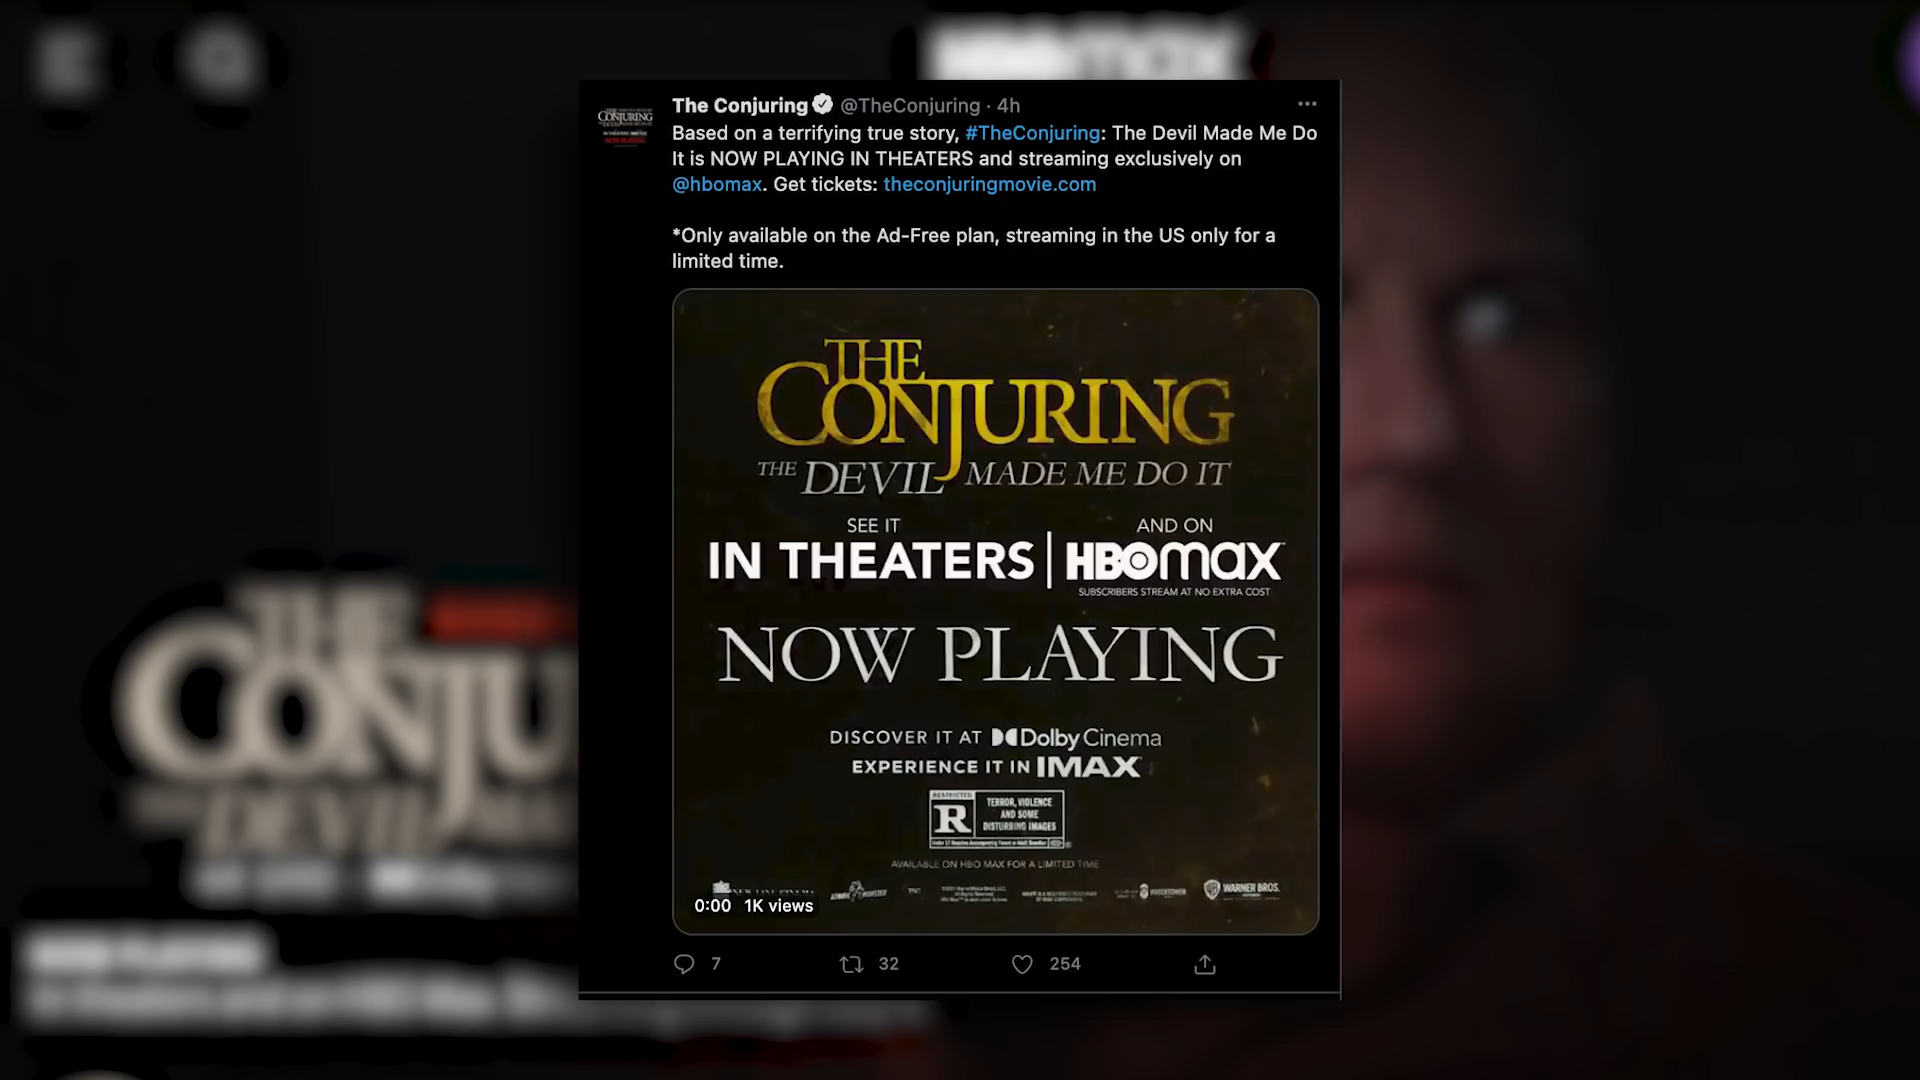 The Conjuring @TheConjuring · 4h
Based on a terrifying true story, #TheConjuring: The Devil Made Me Do
It is NOW PLAYING IN THEATERS and streaming exclusively on
@hbomax. Get tickets: theconjuringmovie.com
*Only available on the Ad-Free plan, streaming in the US only for a
limited time.
THE
CONJURING
THE DEVIL MADE ME DO IT
SEE IT
IN THEATERS
AND ON
HBOmax
SUBSCRIBERS STREAM AT NO EXTRA COST
NOW PLAYING
DISCOVER IT AT Dolby Cinema
EXPERIENCE IT IN IMAX
RESTRICTED
R
TERROR, VIOLENCE
AND SOME
DISTURBING IMAGES
AVAILABLE ON HBO MAX FOR A LIMITED TIME
WARNER BROS.
0:00 1K views
7 32 254